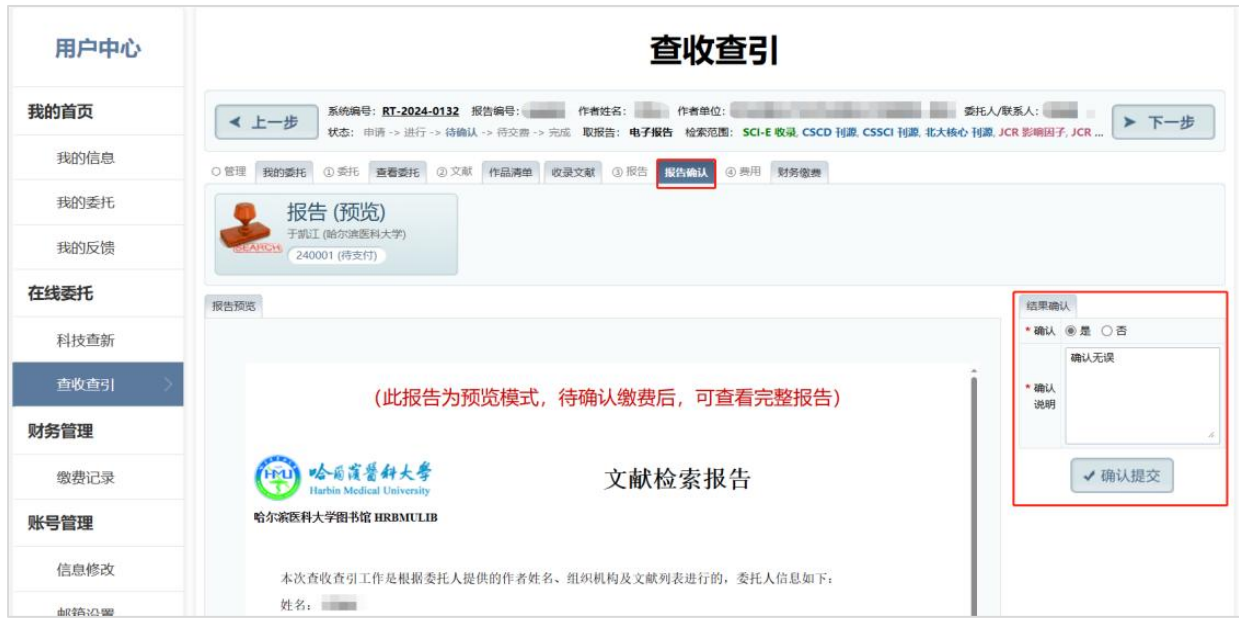 用户中心
我的首页
我的信息
我的委托
我的反馈
在线委托
科技查新
查收查引
财务管理
缴费记录
账号管理
信息修改
邮箱设置
查收查引
上一步
系统编号：RT-2024-0132 报告编号： 作者姓名： 作者单位： 委托人/联系人：
状态：申请 -> 进行 -> 待确认 -> 待交费 -> 完成 取报告：电子报告 检索范围：SCI-E 收录, CSCD 刊源, CSSCI 刊源, 北大核心 刊源, JCR 影响因子, JCR ...
下一步
○ 管理 我的委托 ① 委托 查看委托 ② 文献 作品清单 收录文献 ③ 报告 报告确认 ④ 费用 财务缴费
SEARCH
报告 (预览)
于凯江 (哈尔滨医科大学)
240001 (待支付)
报告预览
（此报告为预览模式，待确认缴费后，可查看完整报告）
HMU
哈尔滨医科大学
Harbin Medical University
文献检索报告
哈尔滨医科大学图书馆 HRBMULIB
本次查收查引工作是根据委托人提供的作者姓名、组织机构及文献列表进行的，委托人信息如下：
姓名：
结果确认
* 确认 是 否
* 确认说明
确认无误
确认提交